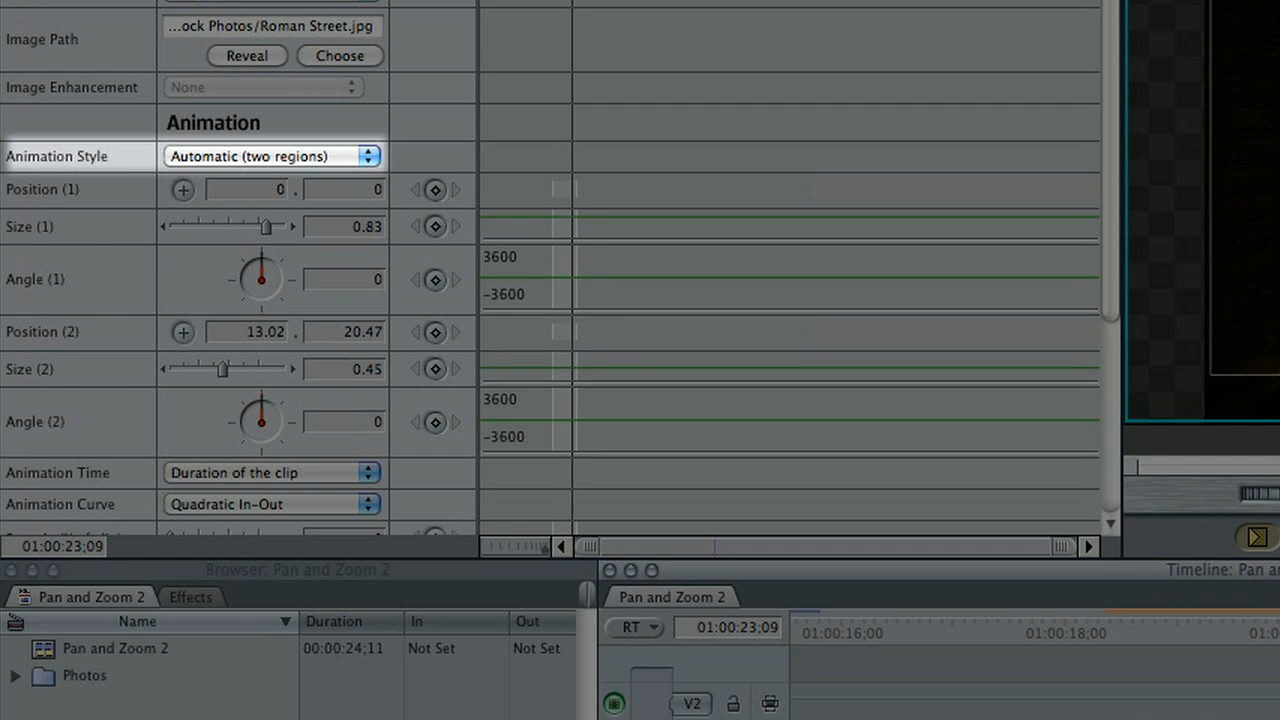 Image Path
...ock Photos/Roman Street.jpg
Reveal
Choose
Image Enhancement
None
Animation
Animation Style
Automatic (two regions)
Position (1)
0 , 0
Size (1)
0.83
Angle (1)
0
3600
-3600
Position (2)
13.02 , 20.47
Size (2)
0.45
Angle (2)
0
3600
-3600
Animation Time
Duration of the clip
Animation Curve
Quadratic In-Out
01:00:23;09
Browser: Pan and Zoom 2
Timeline: Pan a
Pan and Zoom 2
Effects
Pan and Zoom 2
Name
Duration
In
Out
RT
01:00:23;09
01:00:16;00
01:00:18;00
01:0
Pan and Zoom 2
00:00:24;11
Not Set
Not Set
Photos
V2